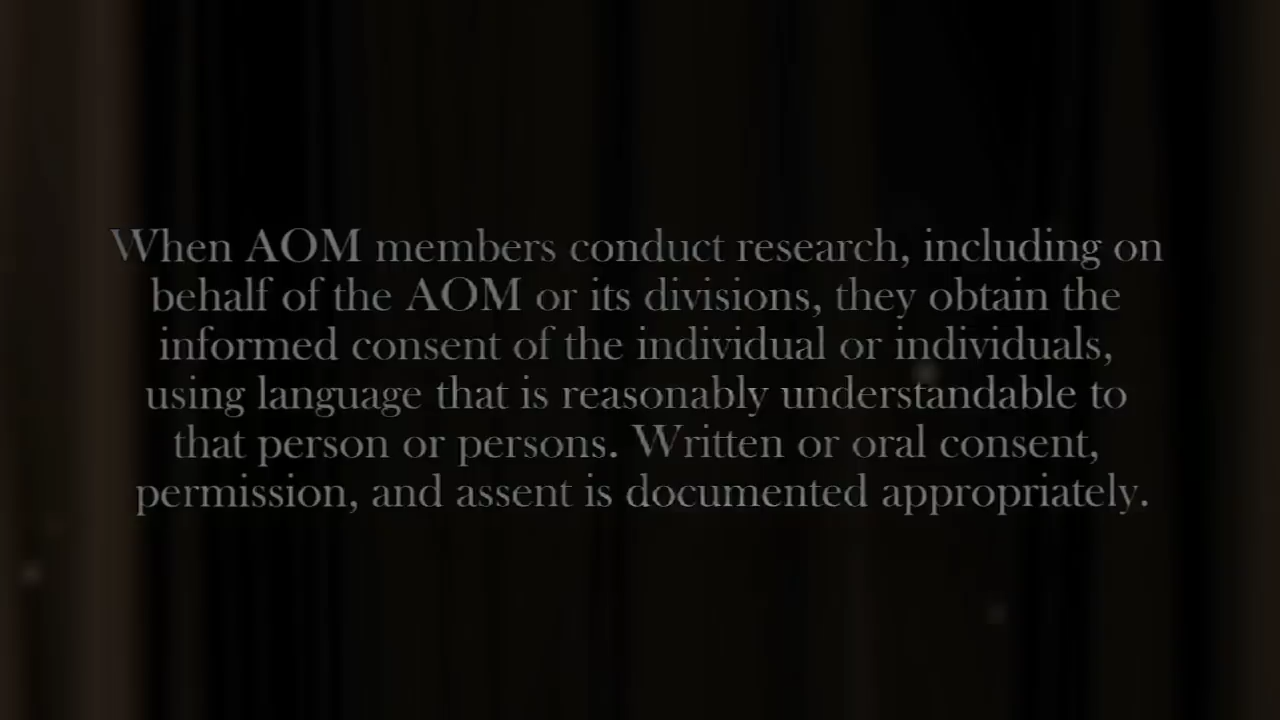 When AOM members conduct research, including on
behalf of the AOM or its divisions, they obtain the
informed consent of the individual or individuals,
using language that is reasonably understandable to
that person or persons. Written or oral consent,
permission, and assent is documented appropriately.